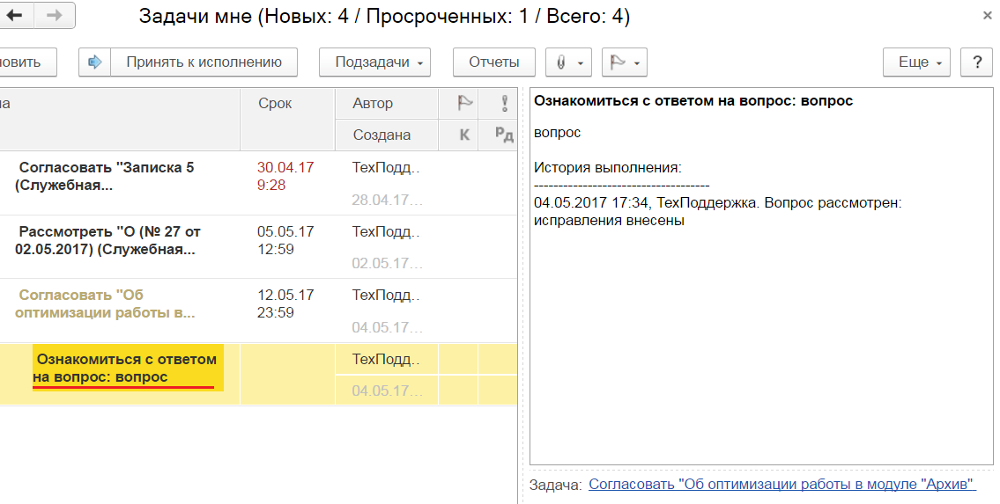 Задачи мне (Новых: 4 / Просроченных: 1 / Всего: 4)
овить
Принять к исполнению
Подзадачи
Отчеты
Еще
?
а
Срок
Автор
Создана
К
Рд
Согласовать "Записка 5
(Служебная...
30.04.17
9:28
ТехПодд..
28.04.17...
Рассмотреть "О (№ 27 от
02.05.2017) (Служебная...
05.05.17
12:59
ТехПодд..
02.05.17...
Согласовать "Об
оптимизации работы в...
12.05.17
23:59
ТехПодд..
04.05.17...
Ознакомиться с ответом
на вопрос: вопрос
ТехПодд..
04.05.17...
Ознакомиться с ответом на вопрос: вопрос
вопрос
История выполнения:
------------------------------------
04.05.2017 17:34, ТехПоддержка. Вопрос рассмотрен:
исправления внесены
Задача: Согласовать "Об оптимизации работы в модуле "Архив"